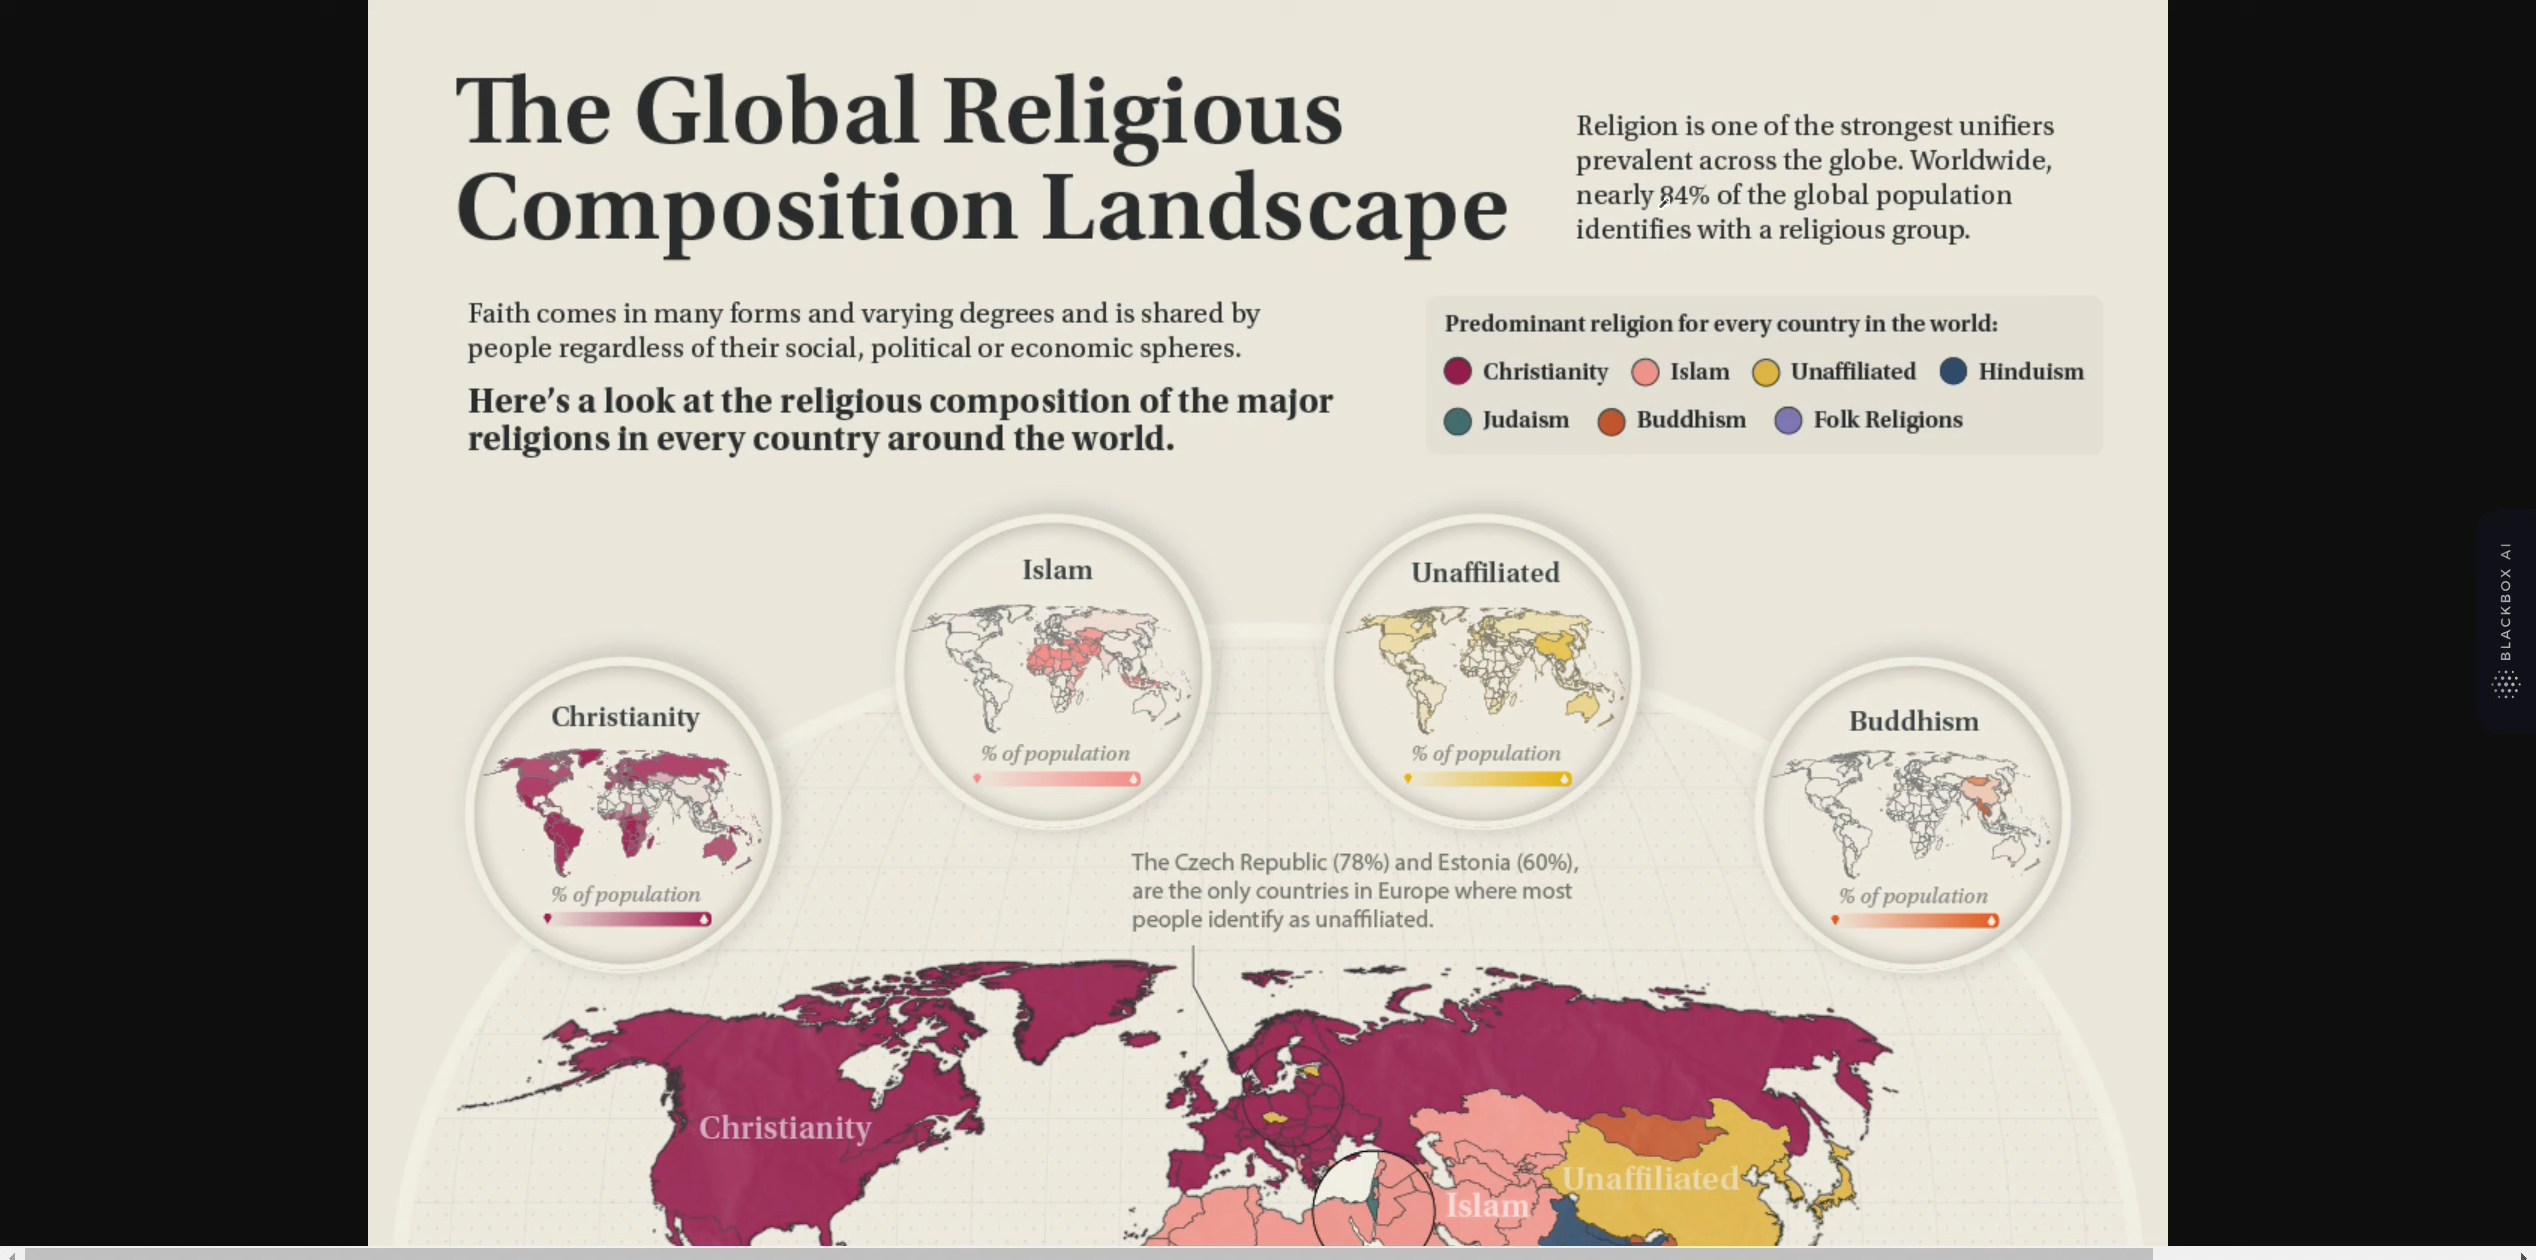 The Global Religious
Composition Landscape
Religion is one of the strongest unifiers
prevalent across the globe. Worldwide,
nearly 84% of the global population
identifies with a religious group.
Faith comes in many forms and varying degrees and is shared by
people regardless of their social, political or economic spheres.
Here's a look at the religious composition of the major
religions in every country around the world.
Predominant religion for every country in the world:
Christianity Islam Unaffiliated Hinduism
Judaism Buddhism Folk Religions
Islam
% of population
Unaffiliated
% of population
Christianity
% of population
Buddhism
% of population
The Czech Republic (78%) and Estonia (60%),
are the only countries in Europe where most
people identify as unaffiliated.
Christianity
Unaffiliated
Islam
BLACKBOX AI